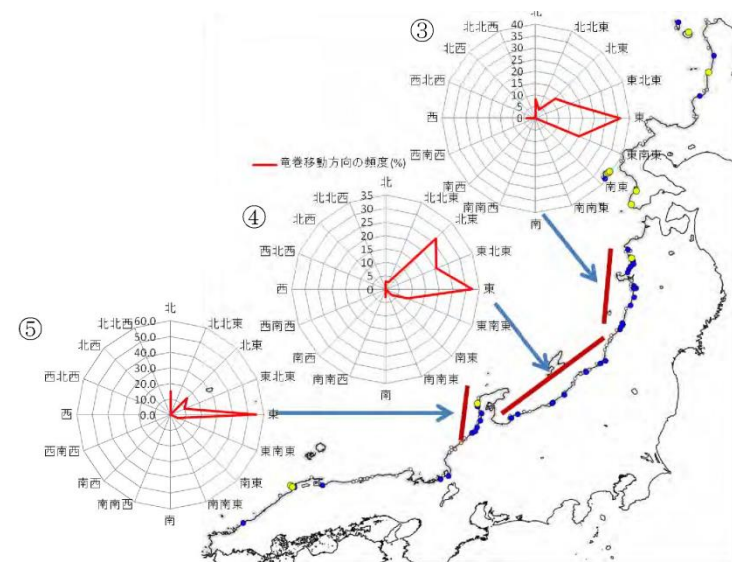 ③
北
北北東
北東
東北東
東
東南東
南東
南南東
南
南南西
南西
西南西
西
西北西
北西
北北西
40
35
30
25
20
15
10
5
0
竜巻移動方向の頻度(%)
④
北
北北東
北東
東北東
東
東南東
南東
南南東
南
南南西
南西
西南西
西
西北西
北西
北北西
35
30
25
20
15
10
5
0
⑤
北
北北東
北東
東北東
東
東南東
南東
南南東
南
南南西
南西
西南西
西
西北西
北西
北北西
60.0
50.0
40.0
30.0
20.0
10.0
0.0